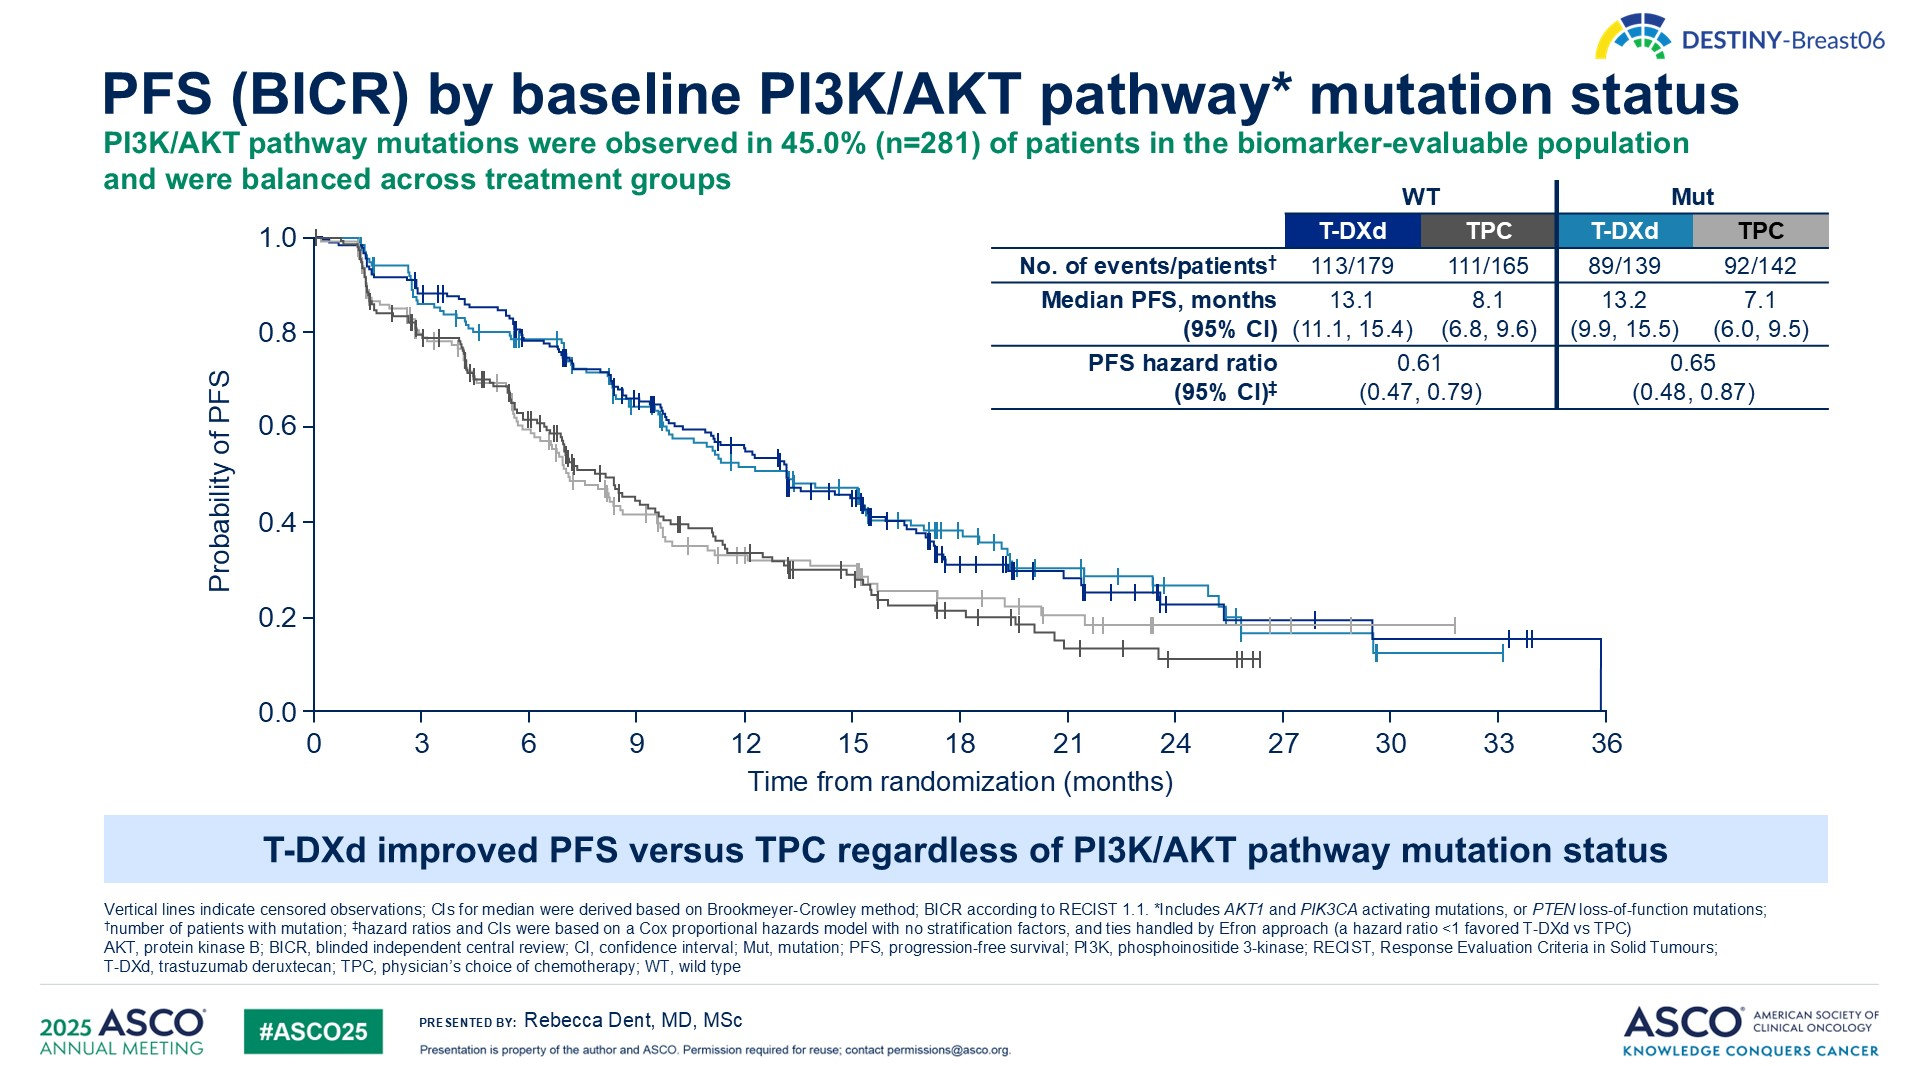 DESTINY-Breast06
PFS (BICR) by baseline PI3K/AKT pathway* mutation status
PI3K/AKT pathway mutations were observed in 45.0% (n=281) of patients in the biomarker-evaluable population
and were balanced across treatment groups
WT Mut
T-DXd TPC T-DXd TPC
No. of events/patients† 113/179 111/165 89/139 92/142
Median PFS, months 13.1 8.1 13.2 7.1
(95% CI) (11.1, 15.4) (6.8, 9.6) (9.9, 15.5) (6.0, 9.5)
PFS hazard ratio 0.61 0.65
(95% CI)‡ (0.47, 0.79) (0.48, 0.87)
Probability of PFS
1.0
0.8
0.6
0.4
0.2
0.0
0 3 6 9 12 15 18 21 24 27 30 33 36
Time from randomization (months)
T-DXd improved PFS versus TPC regardless of PI3K/AKT pathway mutation status
Vertical lines indicate censored observations; CIs for median were derived based on Brookmeyer-Crowley method; BICR according to RECIST 1.1. *Includes AKT1 and PIK3CA activating mutations, or PTEN loss-of-function mutations;
†number of patients with mutation; ‡hazard ratios and CIs were based on a Cox proportional hazards model with no stratification factors, and ties handled by Efron approach (a hazard ratio <1 favored T-DXd vs TPC)
AKT, protein kinase B; BICR, blinded independent central review; CI, confidence interval; Mut, mutation; PFS, progression-free survival; PI3K, phosphoinositide 3-kinase; RECIST, Response Evaluation Criteria in Solid Tumours;
T-DXd, trastuzumab deruxtecan; TPC, physician's choice of chemotherapy; WT, wild type
2025 ASCO
ANNUAL MEETING
#ASCO25
PRESENTED BY: Rebecca Dent, MD, MSc
Presentation is property of the author and ASCO. Permission required for reuse; contact permissions@asco.org.
ASCO AMERICAN SOCIETY OF
CLINICAL ONCOLOGY
KNOWLEDGE CONQUERS CANCER